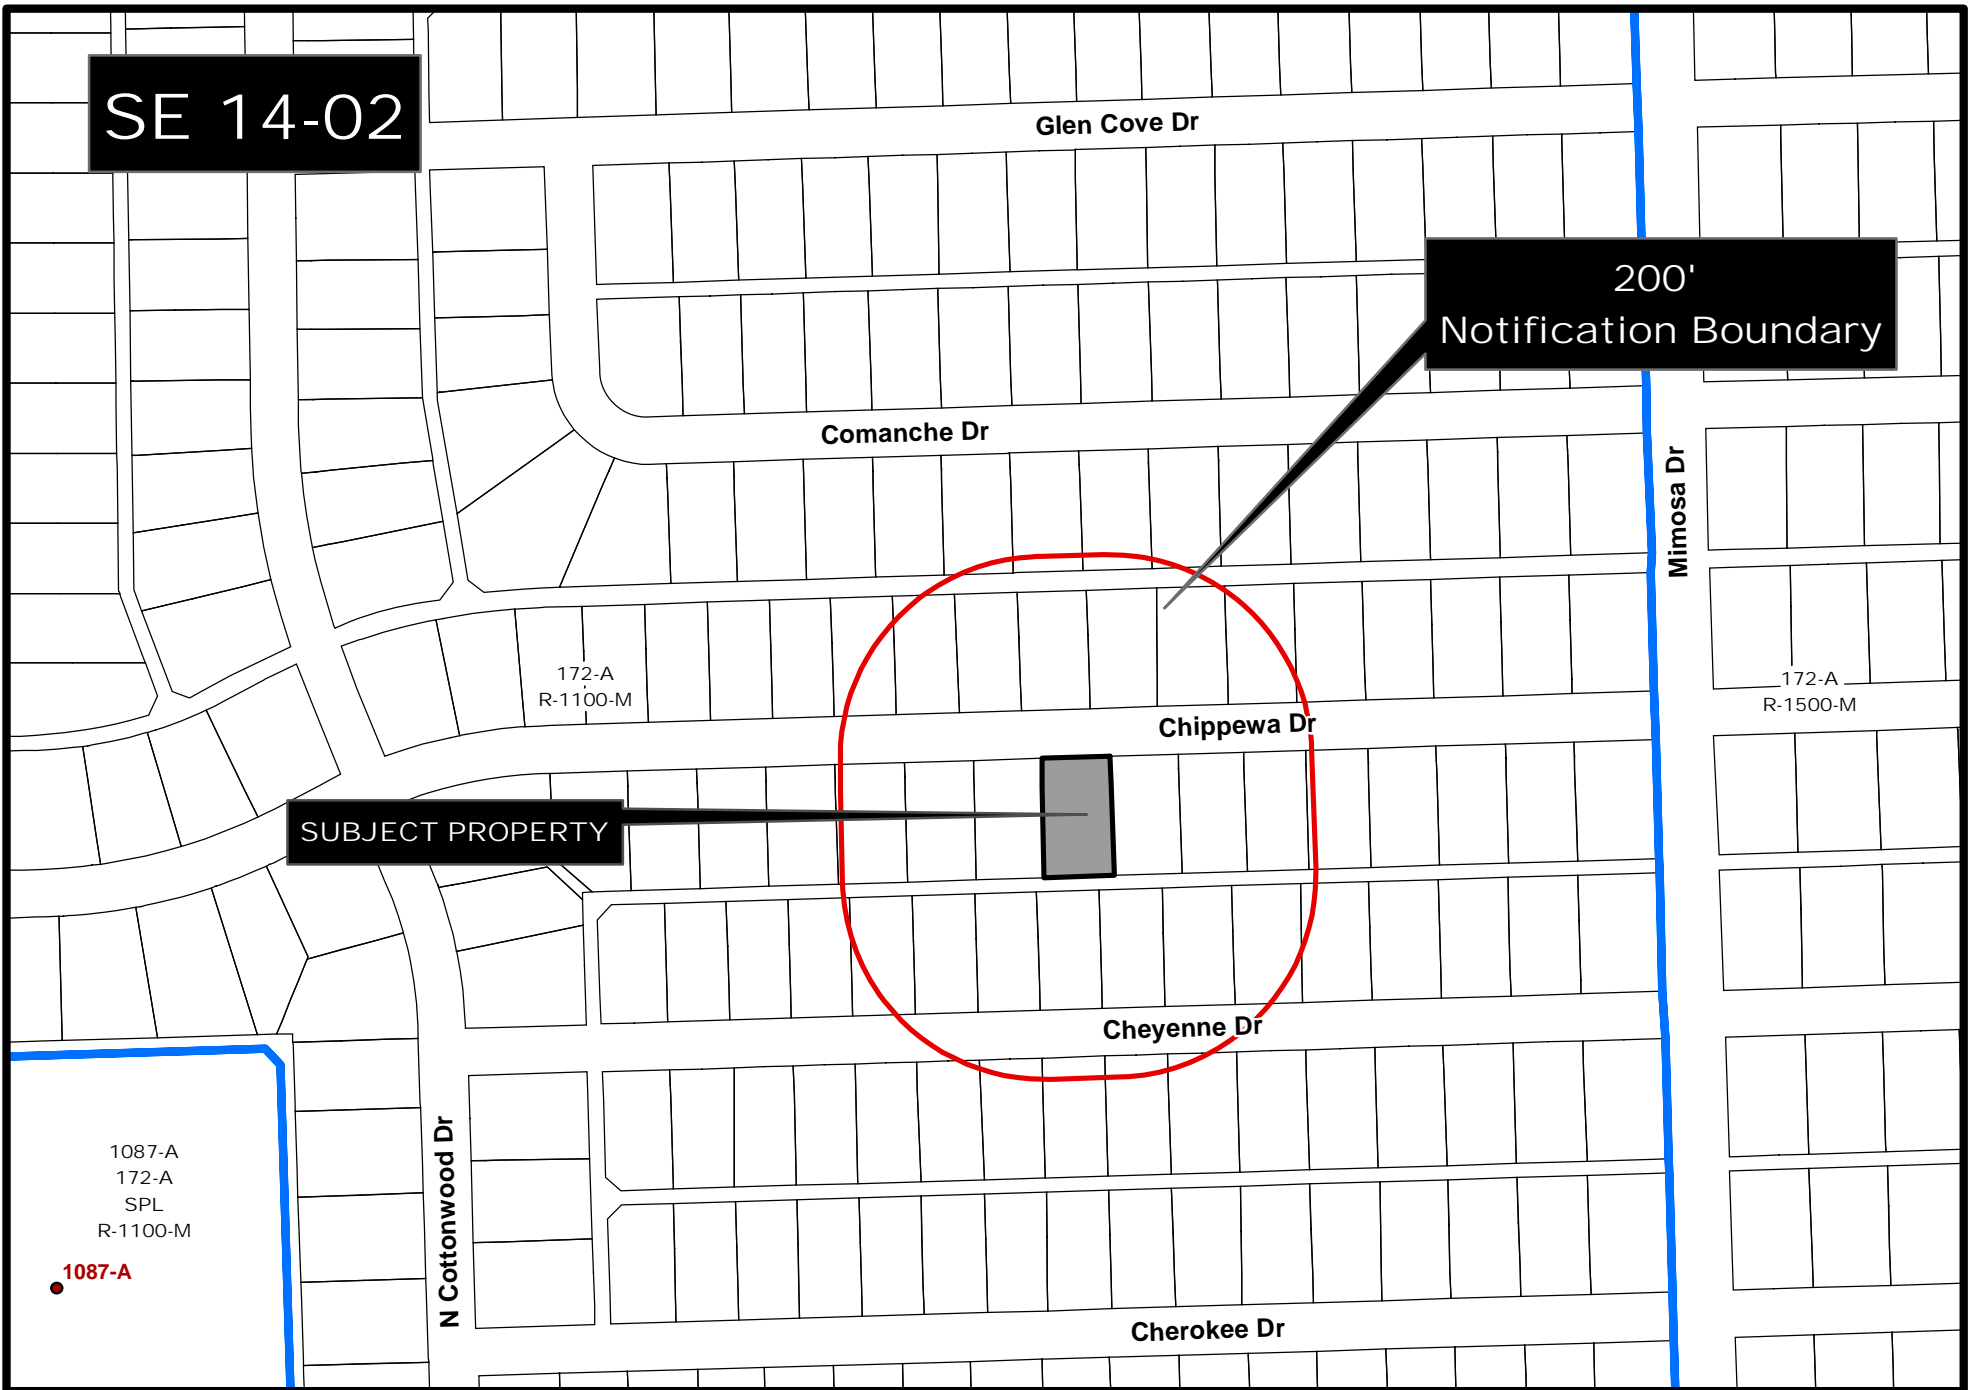 SE 14-02
Glen Cove Dr
200'
Notification Boundary
Comanche Dr
Mimosa Dr
172-A
R-1100-M
172-A
R-1500-M
Chippewa Dr
SUBJECT PROPERTY
Cheyenne Dr
N Cottonwood Dr
1087-A
172-A
SPL
R-1100-M
1087-A
Cherokee Dr